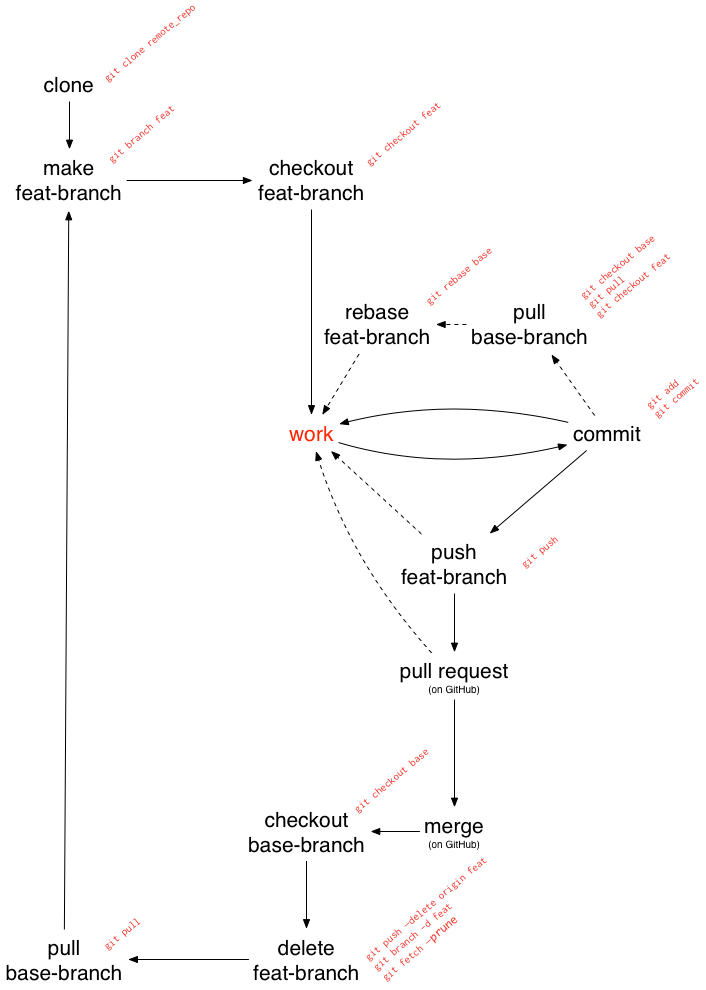 git clone remote_repo
clone
git branch feat
make
feat-branch
git checkout feat
checkout
feat-branch
git rebase base
rebase
feat-branch
git checkout base
git pull
git checkout feat
pull
base-branch
work
git add
git commit
commit
push
feat-branch
git push
pull request
(on GitHub)
git checkout base
checkout
base-branch
merge
(on GitHub)
git push —delete origin feat
git branch -d feat
git fetch —prune
delete
feat-branch
git pull
pull
base-branch